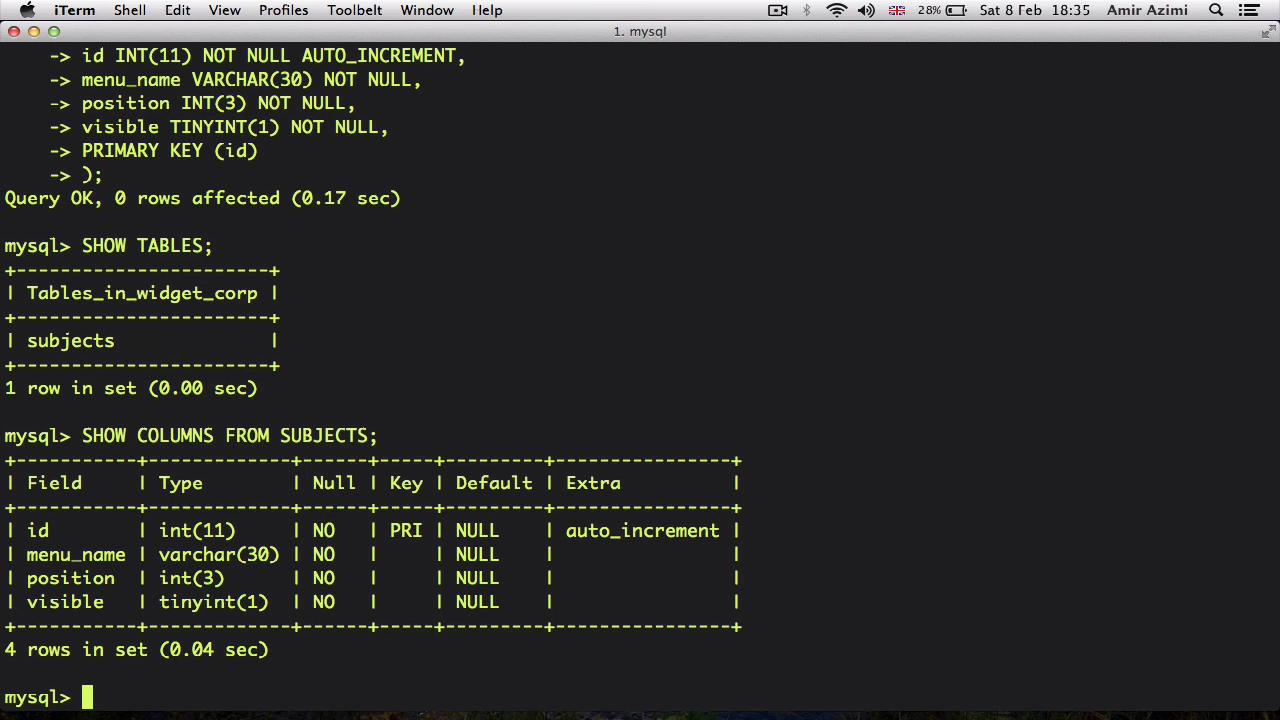 iTerm Shell Edit View Profiles Toolbelt Window Help 28% Sat 8 Feb 18:35 Amir Azimi
1. mysql
-> id INT(11) NOT NULL AUTO_INCREMENT,
-> menu_name VARCHAR(30) NOT NULL,
-> position INT(3) NOT NULL,
-> visible TINYINT(1) NOT NULL,
-> PRIMARY KEY (id)
-> );
Query OK, 0 rows affected (0.17 sec)
mysql> SHOW TABLES;
+-----------------------+
| Tables_in_widget_corp |
+-----------------------+
| subjects              |
+-----------------------+
1 row in set (0.00 sec)
mysql> SHOW COLUMNS FROM SUBJECTS;
+-----------+-------------+------+-----+---------+----------------+
| Field     | Type        | Null | Key | Default | Extra          |
+-----------+-------------+------+-----+---------+----------------+
| id        | int(11)     | NO   | PRI | NULL    | auto_increment |
| menu_name | varchar(30) | NO   |     | NULL    |                |
| position  | int(3)      | NO   |     | NULL    |                |
| visible   | tinyint(1)  | NO   |     | NULL    |                |
+-----------+-------------+------+-----+---------+----------------+
4 rows in set (0.04 sec)
mysql>